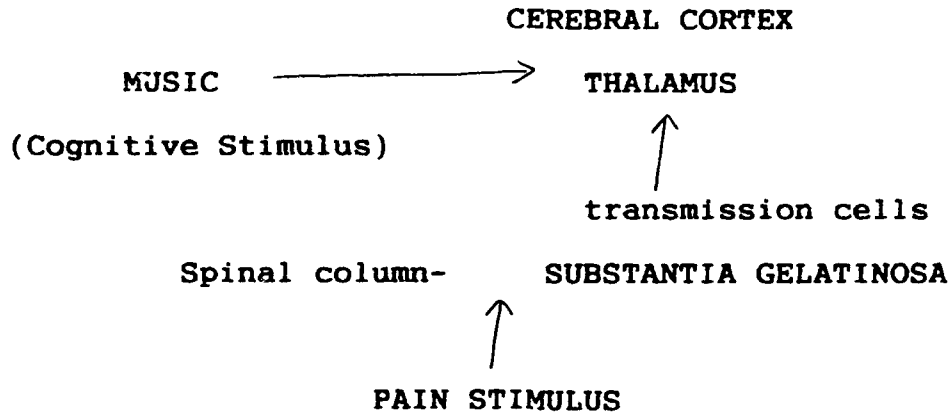 CEREBRAL CORTEX
MUSIC THALAMUS
(Cognitive Stimulus)
transmission cells
Spinal column- SUBSTANTIA GELATINOSA
PAIN STIMULUS